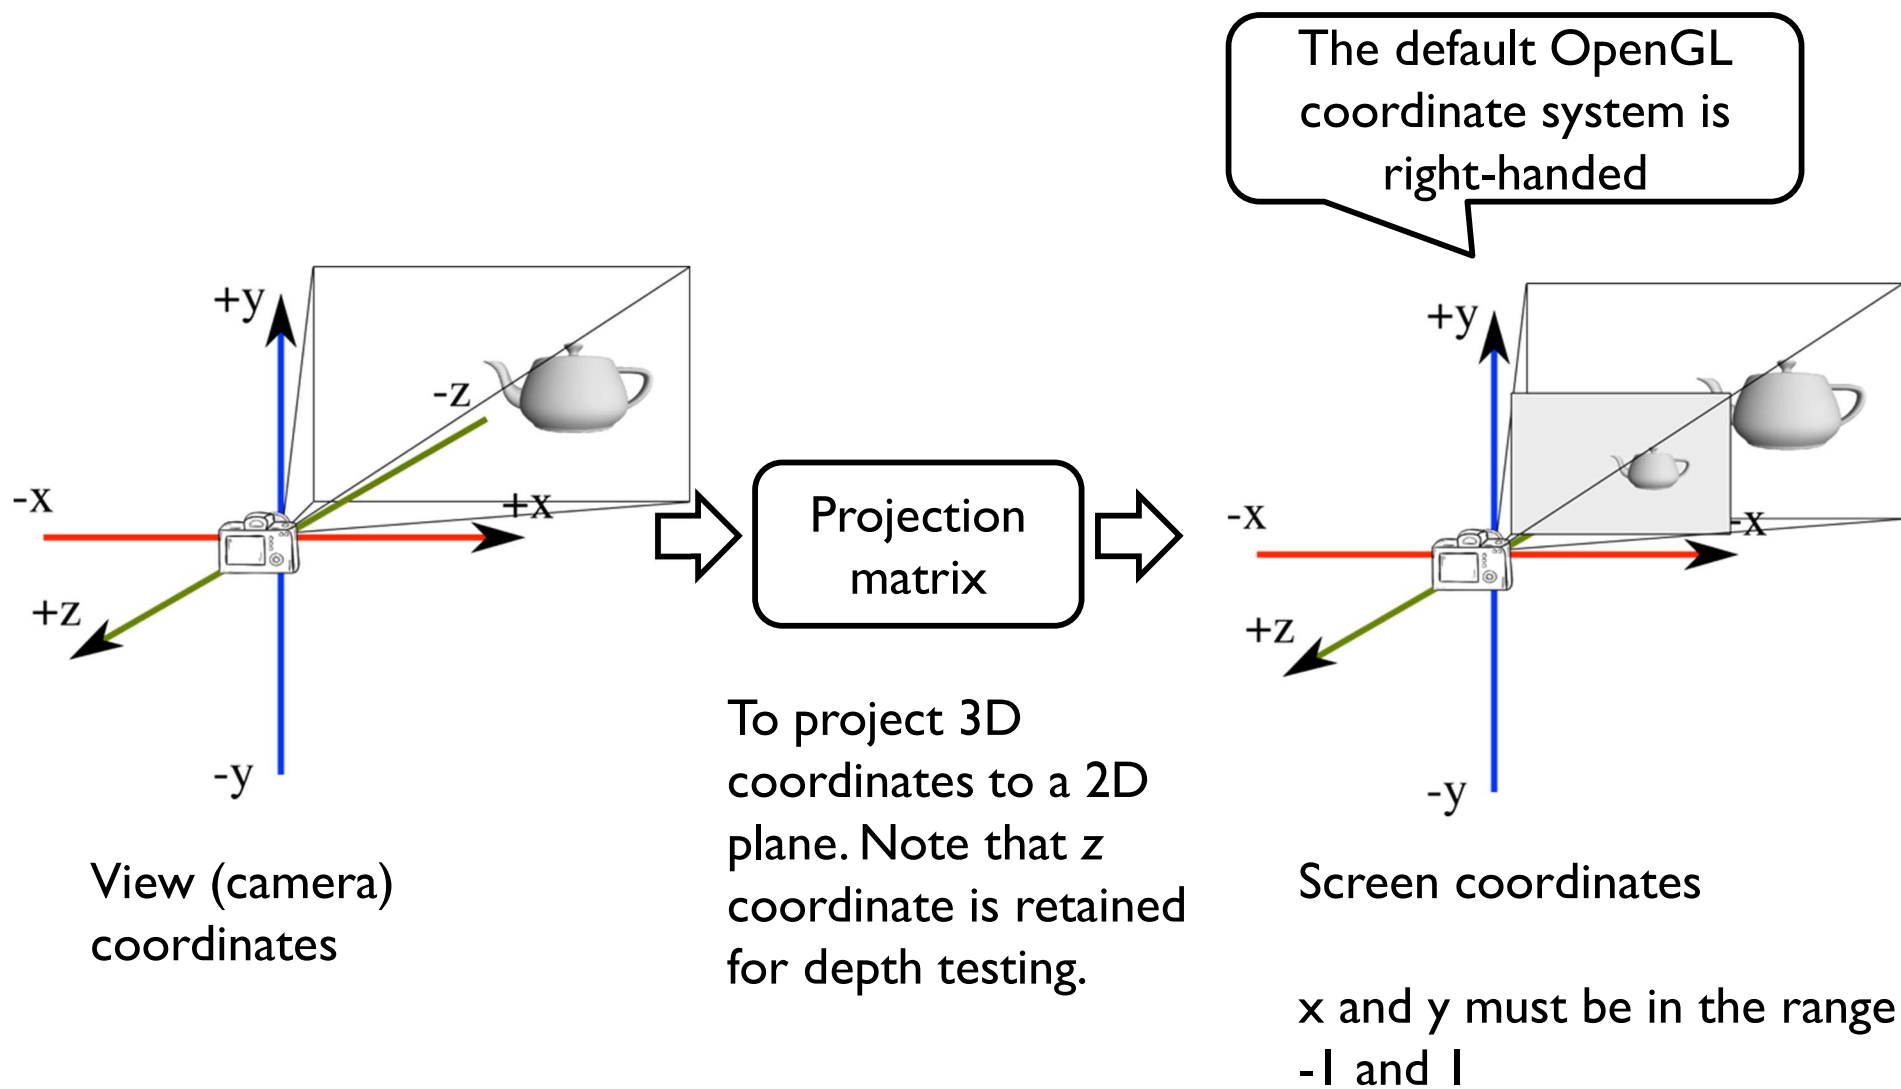 The default OpenGL
coordinate system is
right-handed
+y
-z
-x
+x
+z
-y
View (camera)
coordinates
Projection
matrix
To project 3D
coordinates to a 2D
plane. Note that z
coordinate is retained
for depth testing.
+y
-x
-x
+z
-y
Screen coordinates
x and y must be in the range
-1 and 1